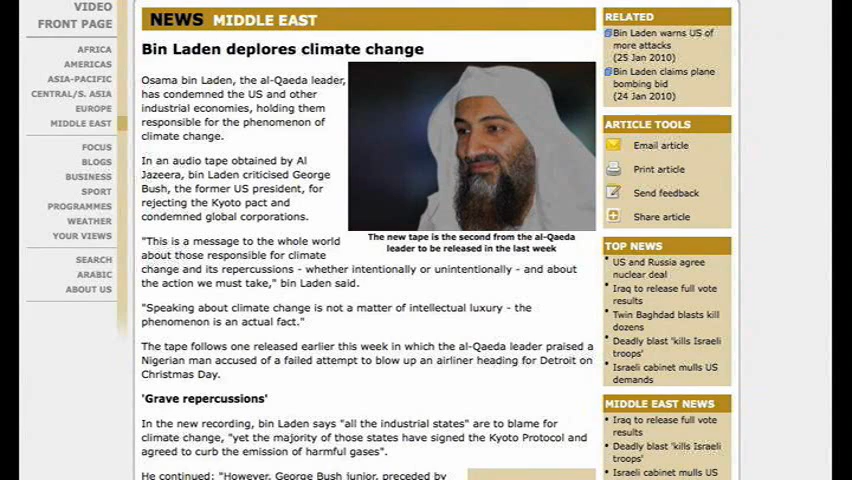 VIDEO
FRONT PAGE
AFRICA
AMERICAS
ASIA-PACIFIC
CENTRAL/S. ASIA
EUROPE
MIDDLE EAST
FOCUS
BLOGS
BUSINESS
SPORT
PROGRAMMES
WEATHER
YOUR VIEWS
SEARCH
ARABIC
ABOUT US
NEWS MIDDLE EAST
Bin Laden deplores climate change
Osama bin Laden, the al-Qaeda leader,
has condemned the US and other
industrial economies, holding them
responsible for the phenomenon of
climate change.
In an audio tape obtained by Al
Jazeera, bin Laden criticised George
Bush, the former US president, for
rejecting the Kyoto pact and
condemned global corporations.
The new tape is the second from the al-Qaeda
leader to be released in the last week
"This is a message to the whole world
about those responsible for climate
change and its repercussions - whether intentionally or unintentionally - and about
the action we must take," bin Laden said.
"Speaking about climate change is not a matter of intellectual luxury - the
phenomenon is an actual fact."
The tape follows one released earlier this week in which the al-Qaeda leader praised a
Nigerian man accused of a failed attempt to blow up an airliner heading for Detroit on
Christmas Day.
'Grave repercussions'
In the new recording, bin Laden says "all the industrial states" are to blame for
climate change, "yet the majority of those states have signed the Kyoto Protocol and
agreed to curb the emission of harmful gases".
He continued: "However, George Bush junior, preceded by
RELATED
Bin Laden warns US of
more attacks
(25 Jan 2010)
Bin Laden claims plane
bombing bid
(24 Jan 2010)
ARTICLE TOOLS
Email article
Print article
Send feedback
Share article
TOP NEWS
US and Russia agree
nuclear deal
Iraq to release full vote
results
Twin Baghdad blasts kill
dozens
Deadly blast 'kills Israeli
troops'
Israeli cabinet mulls US
demands
MIDDLE EAST NEWS
Iraq to release full vote
results
Deadly blast 'kills Israeli
troops'
Israeli cabinet mulls US